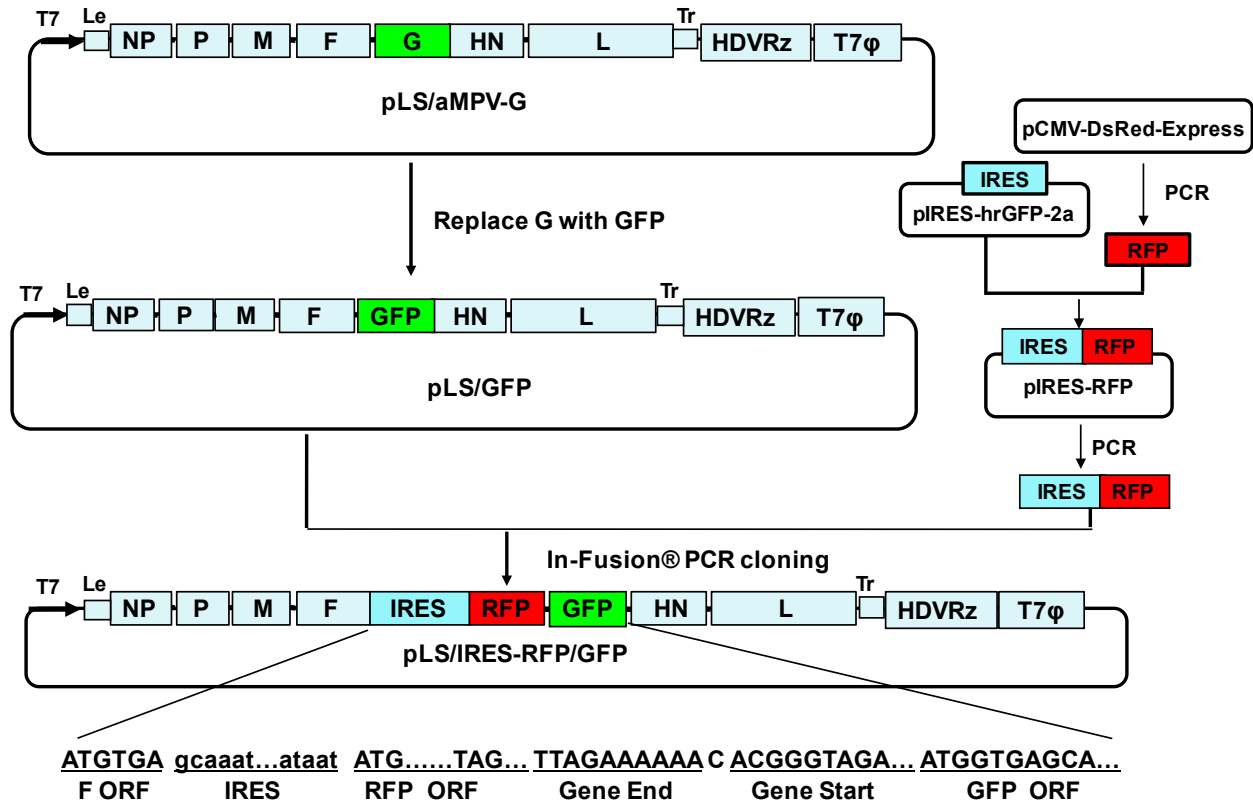 T7 Le NP P M F G HN L Tr HDVRz T7φ
pLS/aMPV-G
pCMV-DsRed-Express
IRES
pIRES-hrGFP-2a
PCR
RFP
Replace G with GFP
T7 Le NP P M F GFP HN L Tr HDVRz T7φ
pLS/GFP
IRES RFP
pIRES-RFP
PCR
IRES RFP
In-Fusion® PCR cloning
T7 Le NP P M F IRES RFP GFP HN L Tr HDVRz T7φ
pLS/IRES-RFP/GFP
ATGTGA gcaaat...ataat ATG......TAG... TTAGAAAAAA C ACGGGTAGA... ATGGTGAGCA...
F ORF IRES RFP ORF Gene End Gene Start GFP ORF